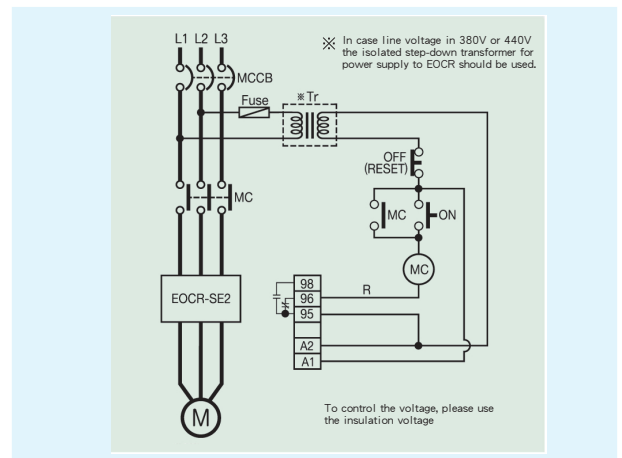 L1 L2 L3
※ In case line voltage in 380V or 440V
the isolated step-down transformer for
power supply to EOCR should be used.
MCCB
Fuse
※Tr
OFF
(RESET)
MC
MC
ON
MC
EOCR-SE2
98
96
R
95
A2
A1
M
To control the voltage, please use
the insulation voltage